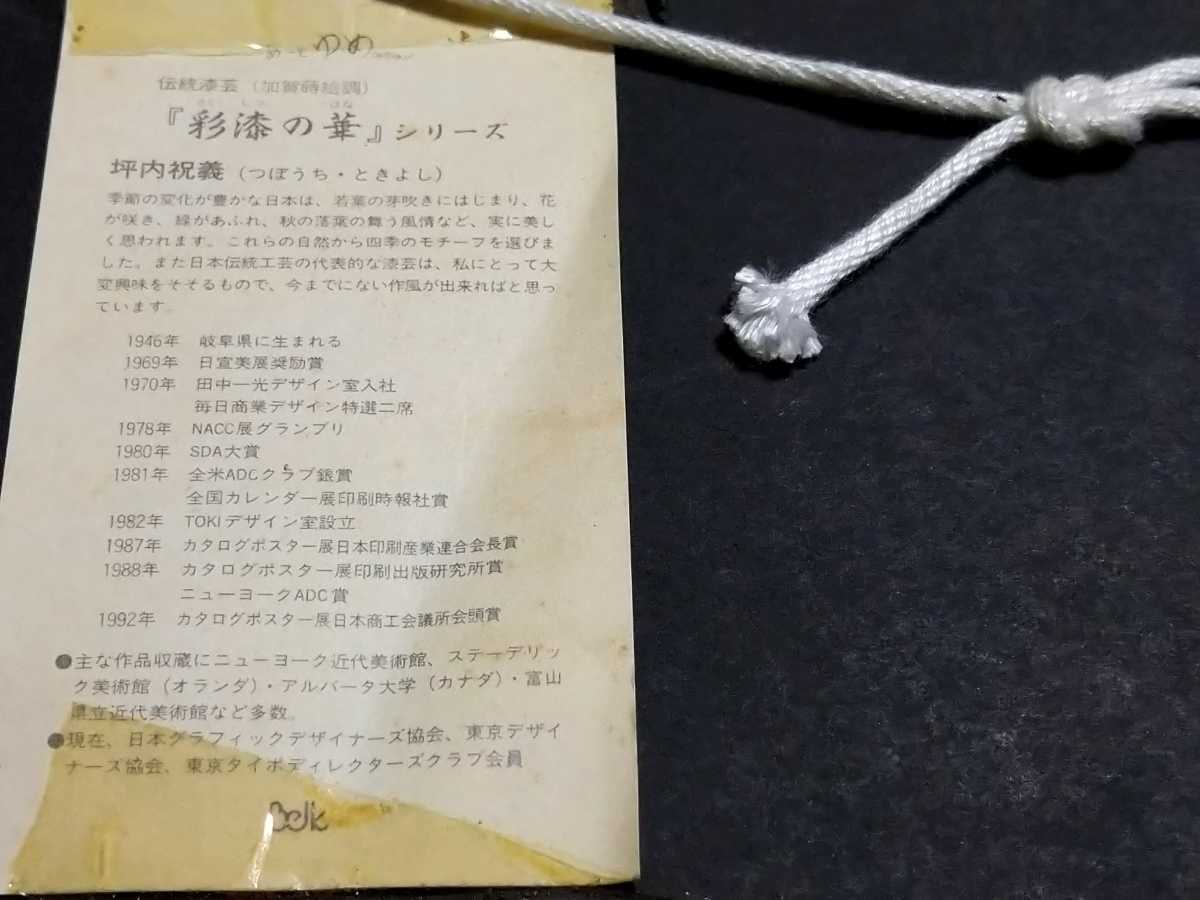 あーとゆめ
伝統漆芸（加賀蒔絵調）
『彩漆の華』シリーズ
坪内祝義（つぼうち・ときよし）
季節の変化が豊かな日本は、若葉の芽吹きにはじまり、花
が咲き、緑があふれ、秋の落葉の舞う風情など、実に美し
く思われます。これらの自然から四季のモチーフを選びま
した。また日本伝統工芸の代表的な漆芸は、私にとって大
変興味をそそるもので、今までにない作風が出来ればと思っ
ています。
1946年 岐阜県に生まれる
1969年 日宣美展奨励賞
1970年 田中一光デザイン室入社
毎日商業デザイン特選二席
1978年 NACC展グランプリ
1980年 SDA大賞
1981年 全米ADCクラブ銀賞
全国カレンダー展印刷時報社賞
1982年 TOKIデザイン室設立
1987年 カタログポスター展日本印刷産業連合会長賞
1988年 カタログポスター展印刷出版研究所賞
ニューヨークADC賞
1992年 カタログポスター展日本商工会議所会頭賞
●主な作品収蔵にニューヨーク近代美術館、ステーデリッ
ク美術館（オランダ）・アルバータ大学（カナダ）・富山
県立近代美術館など多数。
●現在、日本グラフィックデザイナーズ協会、東京デザイ
ナーズ協会、東京タイポディレクターズクラブ会員
Belk